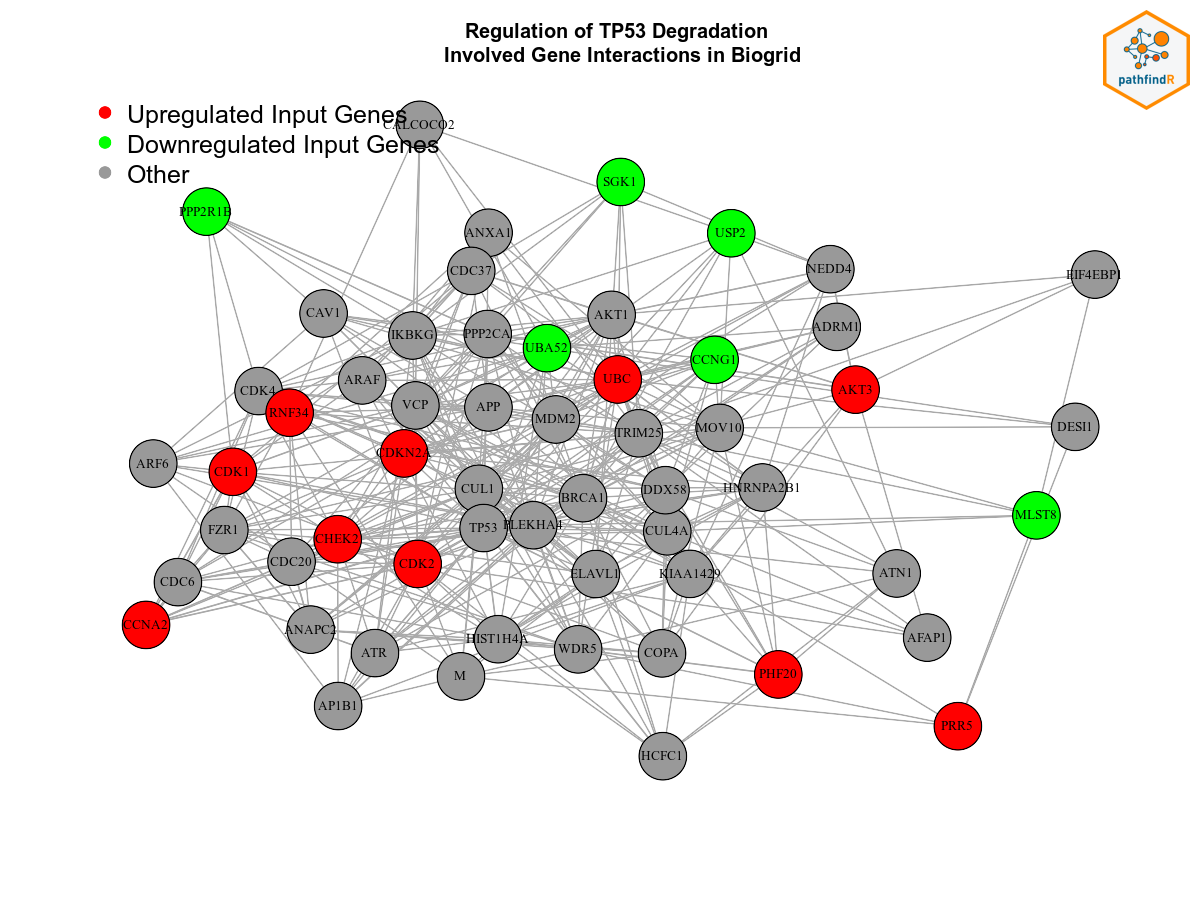 Regulation of TP53 Degradation
Involved Gene Interactions in Biogrid
pathfindR
Upregulated Input Genes
Downregulated Input Genes
Other
CALCOCO2
SGK1
PPP2R1B
ANXA1
USP2
CDC37
NEDD4
EIF4EBP1
CAV1
AKT1
ADRM1
IKBKG
PPP2CA
UBA52
CCNG1
ARAF
UBC
AKT3
CDK4
RNF34
VCP
APP
MDM2
TRIM25
MOV10
DESI1
CDKN2A
ARF6
CDK1
CUL1
BRCA1
DDX58
HNRNPA2B1
MLST8
FZR1
CHEK2
TP53
PLEKHA4
CUL4A
CDC20
CDK2
ELAVL1
KIAA1429
ATN1
CDC6
CCNA2
ANAPC2
HIST1H4A
AFAP1
ATR
WDR5
COPA
M
PHF20
AP1B1
PRR5
HCFC1